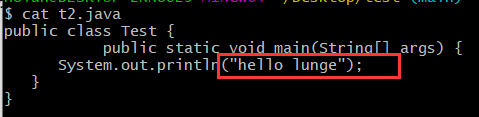 $ cat t2.java
public class Test {
public static void main(String[] args) {
System.out.println("hello lunge");
}
}